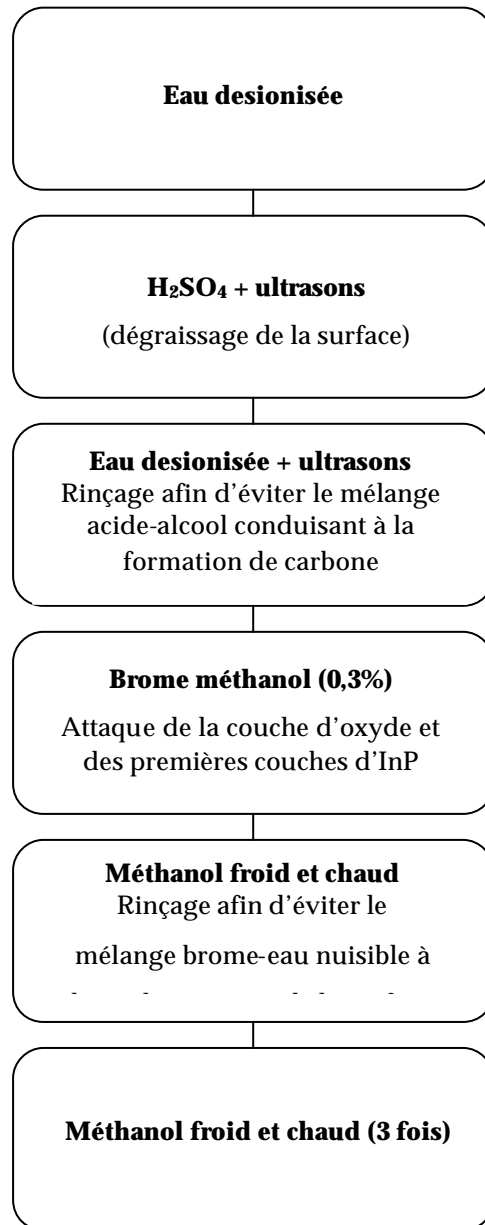 Eau desionisée
H₂SO₄ + ultrasons
(dégraissage de la surface)
Eau desionisée + ultrasons
Rinçage afin d’éviter le mélange
acide-alcool conduisant à la
formation de carbone
Brome méthanol (0,3%)
Attaque de la couche d’oxyde et
des premières couches d’InP
Méthanol froid et chaud
Rinçage afin d’éviter le
mélange brome-eau nuisible à
Méthanol froid et chaud (3 fois)